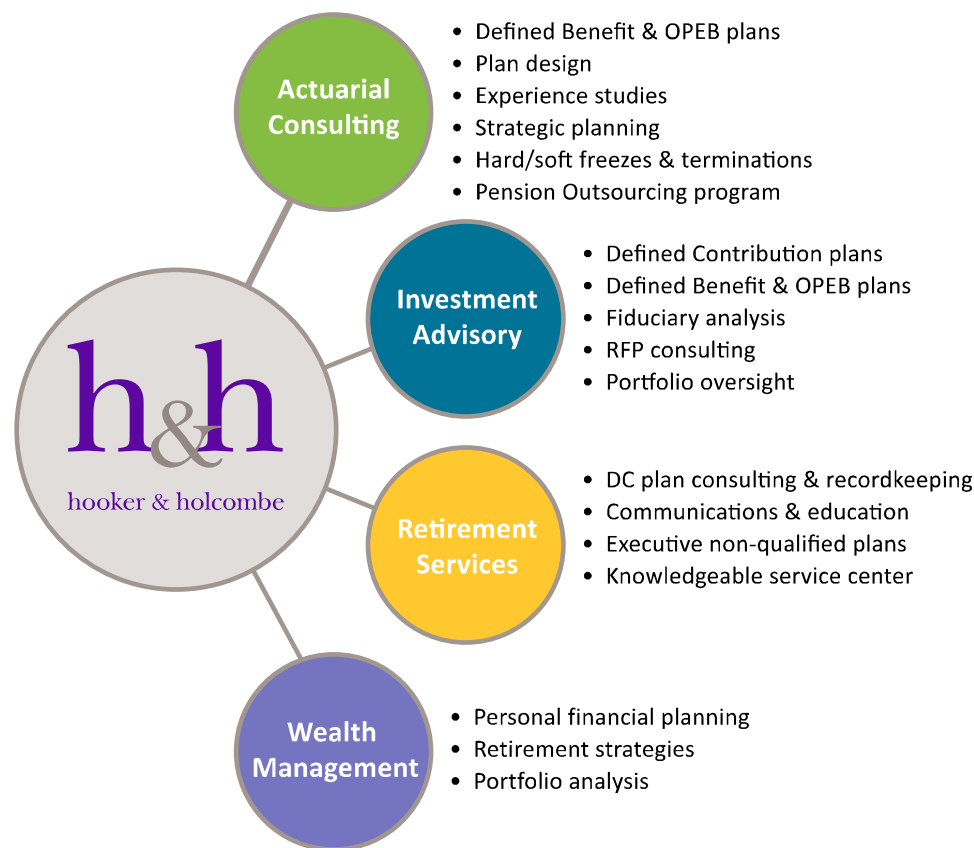 h&h
hooker & holcombe
Actuarial
Consulting
• Defined Benefit & OPEB plans
• Plan design
• Experience studies
• Strategic planning
• Hard/soft freezes & terminations
• Pension Outsourcing program
Investment
Advisory
• Defined Contribution plans
• Defined Benefit & OPEB plans
• Fiduciary analysis
• RFP consulting
• Portfolio oversight
Retirement
Services
• DC plan consulting & recordkeeping
• Communications & education
• Executive non-qualified plans
• Knowledgeable service center
Wealth
Management
• Personal financial planning
• Retirement strategies
• Portfolio analysis